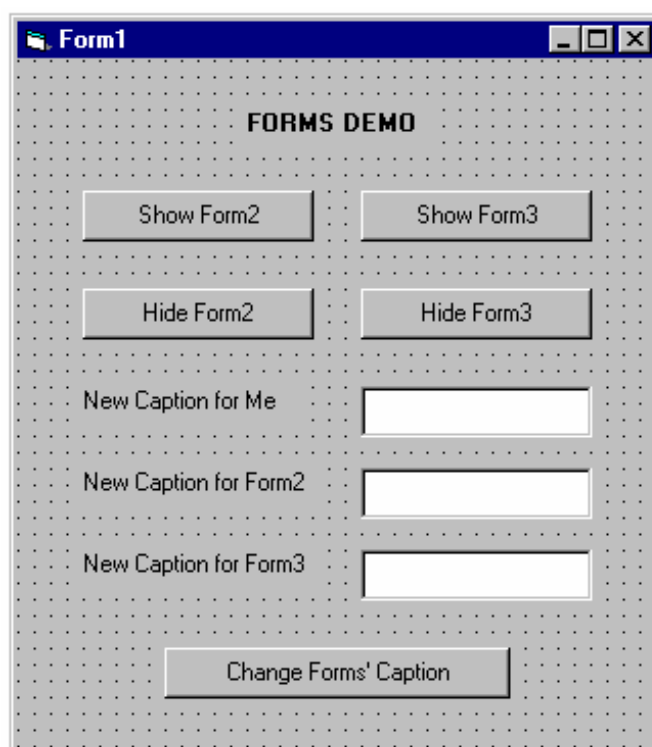 Form1
FORMS DEMO
Show Form2 Show Form3
Hide Form2 Hide Form3
New Caption for Me
New Caption for Form2
New Caption for Form3
Change Forms' Caption